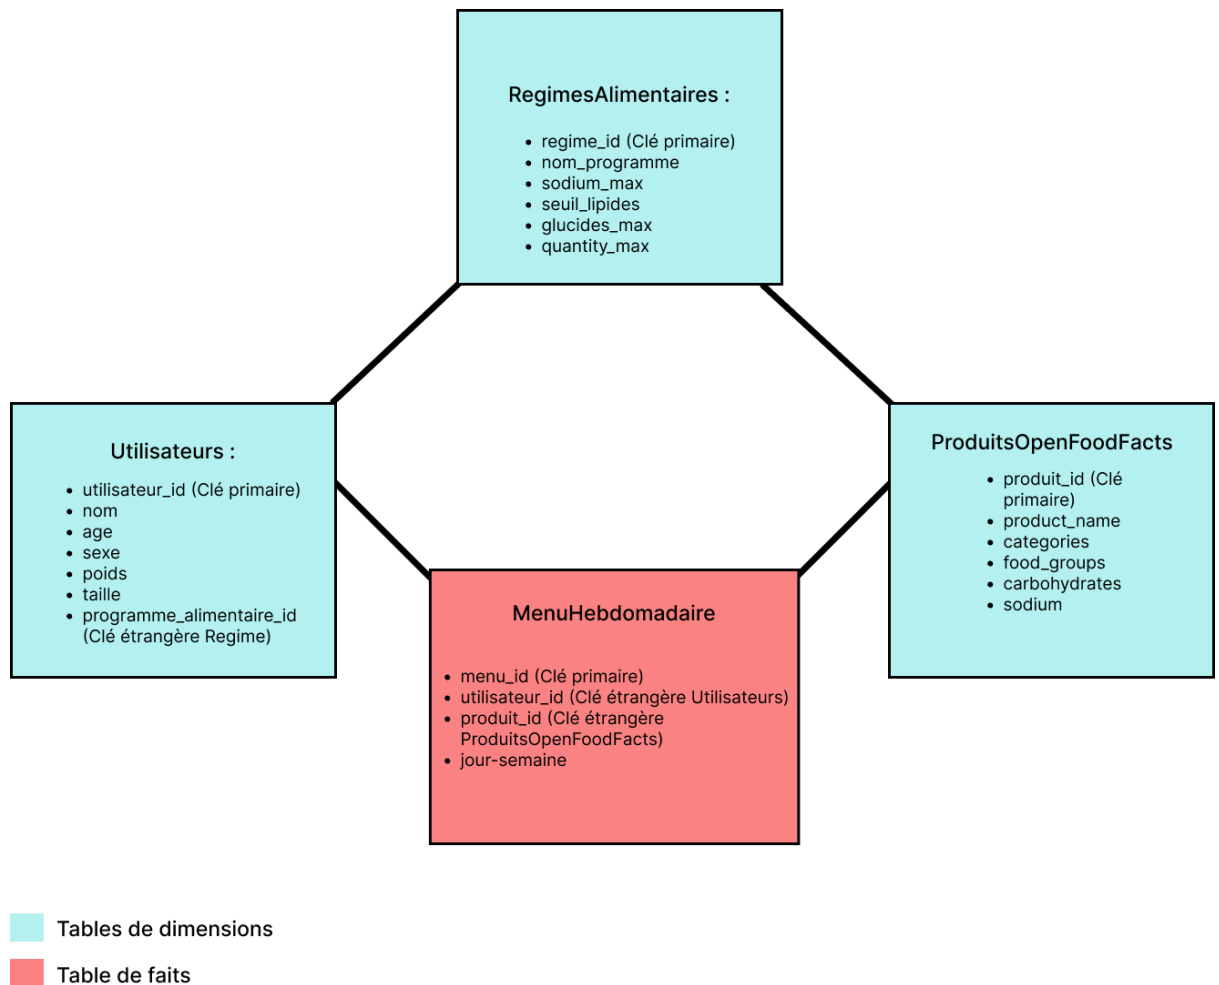 RegimesAlimentaires :
• regime_id (Clé primaire)
• nom_programme
• sodium_max
• seuil_lipides
• glucides_max
• quantity_max
Utilisateurs :
• utilisateur_id (Clé primaire)
• nom
• age
• sexe
• poids
• taille
• programme_alimentaire_id
(Clé étrangère Regime)
ProduitsOpenFoodFacts
• produit_id (Clé
primaire)
• product_name
• categories
• food_groups
• carbohydrates
• sodium
MenuHebdomadaire
• menu_id (Clé primaire)
• utilisateur_id (Clé étrangère Utilisateurs)
• produit_id (Clé étrangère
ProduitsOpenFoodFacts)
• jour-semaine
Tables de dimensions
Table de faits